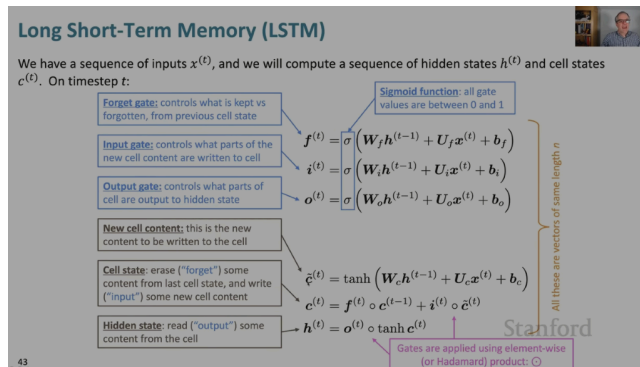 Long Short-Term Memory (LSTM)
We have a sequence of inputs x^(t), and we will compute a sequence of hidden states h^(t) and cell states
c^(t). On timestep t:
Sigmoid function: all gate
values are between 0 and 1
Forget gate: controls what is kept vs
forgotten, from previous cell state
f^(t) = σ(W_f h^(t−1) + U_f x^(t) + b_f)
Input gate: controls what parts of the
new cell content are written to cell
i^(t) = σ(W_i h^(t−1) + U_i x^(t) + b_i)
Output gate: controls what parts of
cell are output to hidden state
o^(t) = σ(W_o h^(t−1) + U_o x^(t) + b_o)
New cell content: this is the new
content to be written to the cell
c̃^(t) = tanh(W_c h^(t−1) + U_c x^(t) + b_c)
Cell state: erase (“forget”) some
content from last cell state, and write
(“input”) some new cell content
c^(t) = f^(t) ∘ c^(t−1) + i^(t) ∘ c̃^(t)
Hidden state: read (“output”) some
content from the cell
h^(t) = o^(t) ∘ tanh c^(t)
All these are vectors of same length n
Stanford
Gates are applied using element-wise
(or Hadamard) product: ⊙
43